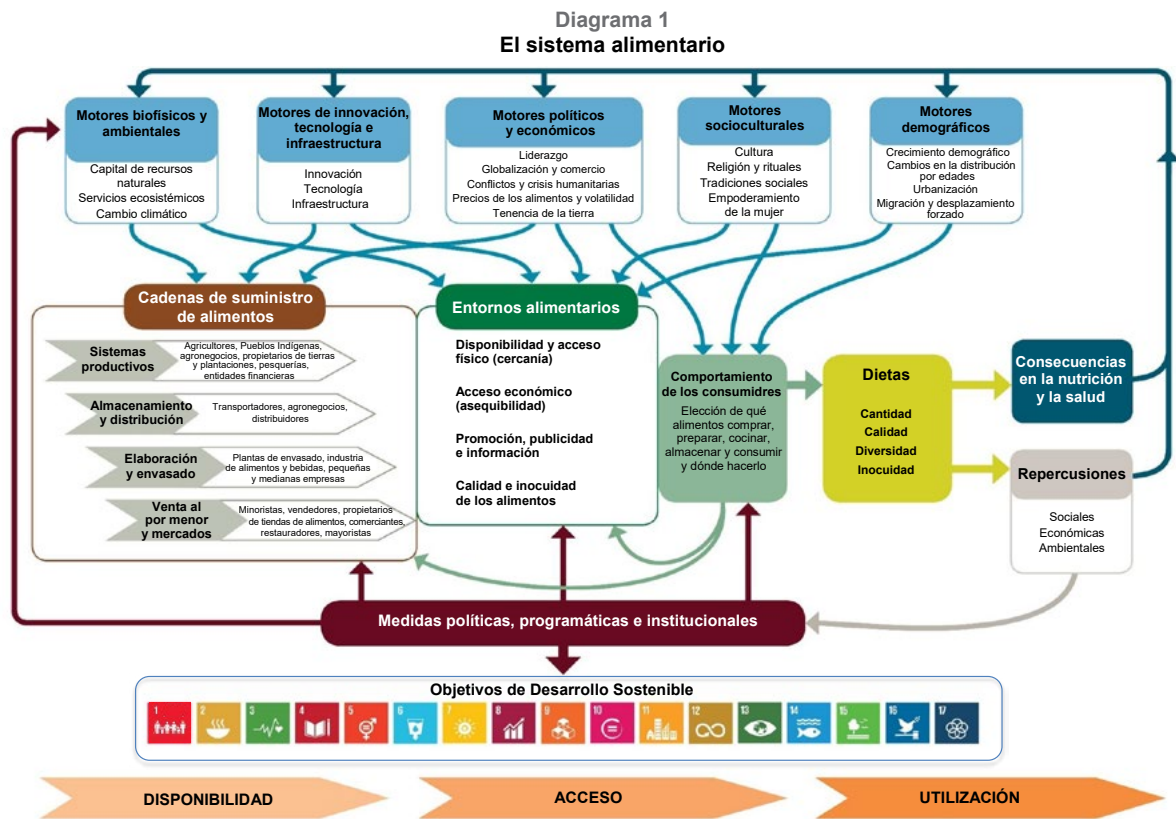 Diagrama 1
El sistema alimentario
Motores biofísicos y
ambientales
Capital de recursos
naturales
Servicios ecosistémicos
Cambio climático
Motores de innovación,
tecnología e
infraestructura
Innovación
Tecnología
Infraestructura
Motores políticos
y económicos
Liderazgo
Globalización y comercio
Conflictos y crisis humanitarias
Precios de los alimentos y volatilidad
Tenencia de la tierra
Motores
socioculturales
Cultura
Religión y rituales
Tradiciones sociales
Empoderamiento
de la mujer
Motores
demográficos
Crecimiento demográfico
Cambios en la distribución
por edades
Urbanización
Migración y desplazamiento
forzado
Cadenas de suministro
de alimentos
Sistemas
productivos
Agricultores, Pueblos Indígenas,
agronegocios, propietarios de tierras
y plantaciones, pesquerías,
entidades financieras
Almacenamiento
y distribución
Transportadores, agronegocios,
distribuidores
Elaboración
y envasado
Plantas de envasado, industria
de alimentos y bebidas, pequeñas
y medianas empresas
Venta al
por menor
y mercados
Minoristas, vendedores, propietarios
de tiendas de alimentos, comerciantes,
restauradores, mayoristas
Entornos alimentarios
Disponibilidad y acceso
físico (cercanía)
Acceso económico
(asequibilidad)
Promoción, publicidad
e información
Calidad e inocuidad
de los alimentos
Comportamiento
de los consumidres
Elección de qué
alimentos comprar,
preparar, cocinar,
almacenar y consumir
y dónde hacerlo
Dietas
Cantidad
Calidad
Diversidad
Inocuidad
Consecuencias
en la nutrición
y la salud
Repercusiones
Sociales
Económicas
Ambientales
Medidas políticas, programáticas e institucionales
Objetivos de Desarrollo Sostenible
1 2 3 4 5 6 7 8 9 10 11 12 13 14 15 16 17
DISPONIBILIDAD
ACCESO
UTILIZACIÓN